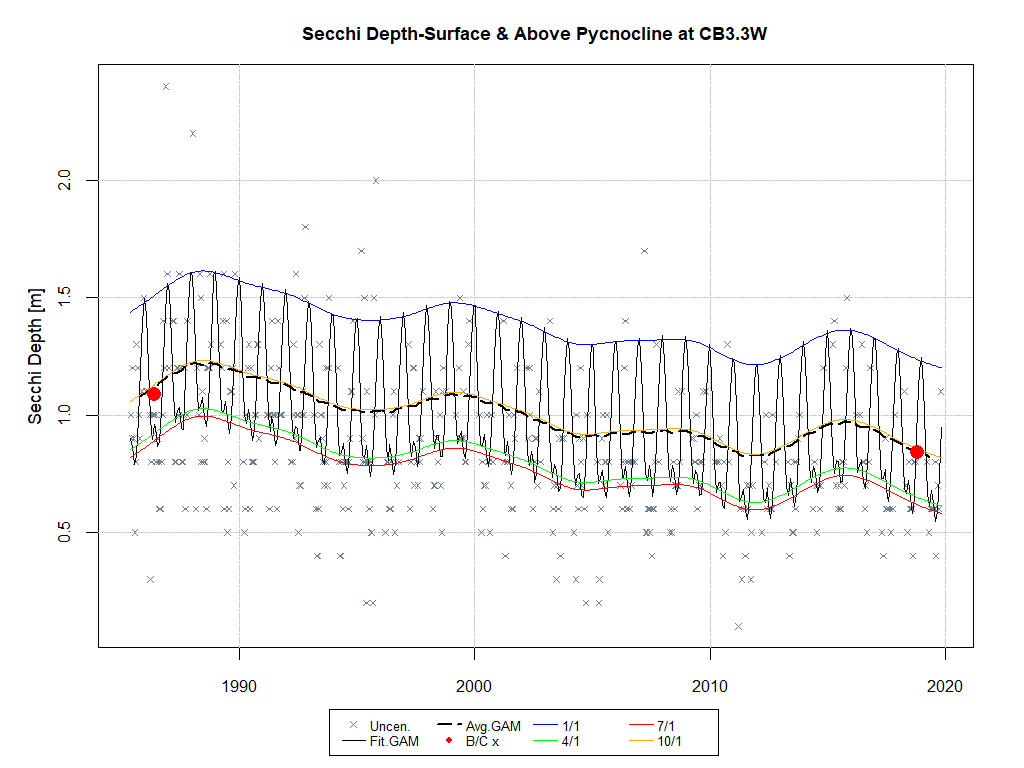 Secchi Depth-Surface & Above Pycnocline at CB3.3W
Secchi Depth [m]
2.0
1.5
1.0
0.5
1990 2000 2010 2020
Uncen. Avg.GAM 1/1 7/1
Fit.GAM B/C x 4/1 10/1